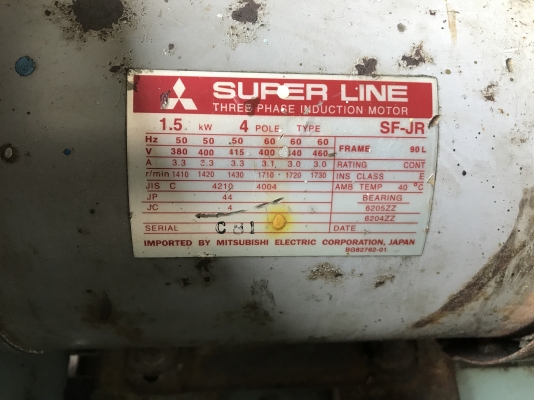 SUPER LINE
THREE PHASE INDUCTION MOTOR
1.5 kW 4 POLE TYPE SF-JR
Hz 50 50 50 60 60 60
V 380 400 415 400 440 460
A 3.3 3.3 3.3 3.1 3.0 3.0
r/min 1410 1420 1430 1710 1720 1730
FRAME 90L
RATING CONT
INS CLASS
JIS C 4210 4004
AMB TEMP 40 °C
JP 44
BEARING
JC 4
6205ZZ
6204ZZ
SERIAL
DATE
IMPORTED BY MITSUBISHI ELECTRIC CORPORATION, JAPAN
BG82762-01